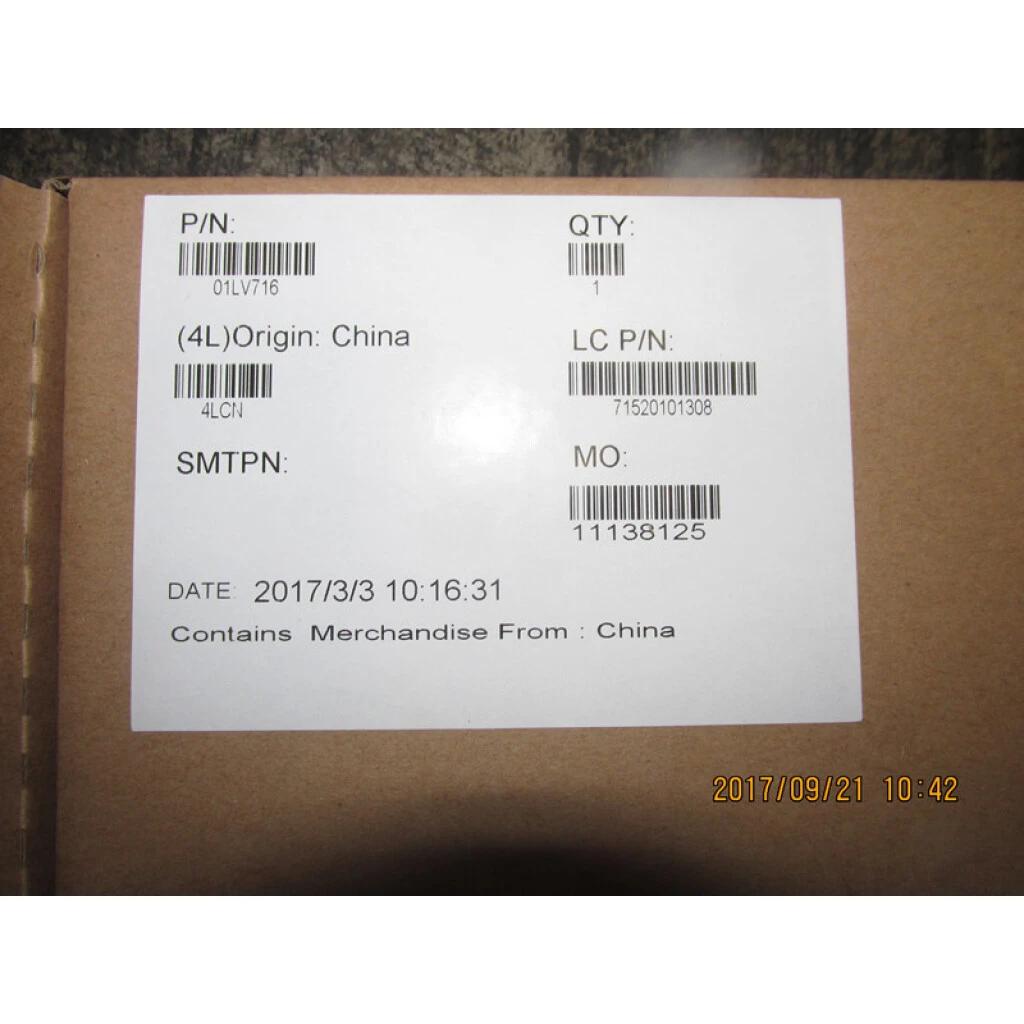 P/N:
01LV716
QTY:
1
(4L)Origin: China
4LCN
LC P/N:
71520101308
SMTPN:
MO:
11138125
DATE: 2017/3/3 10:16:31
Contains Merchandise From : China
2017/09/21 10:42